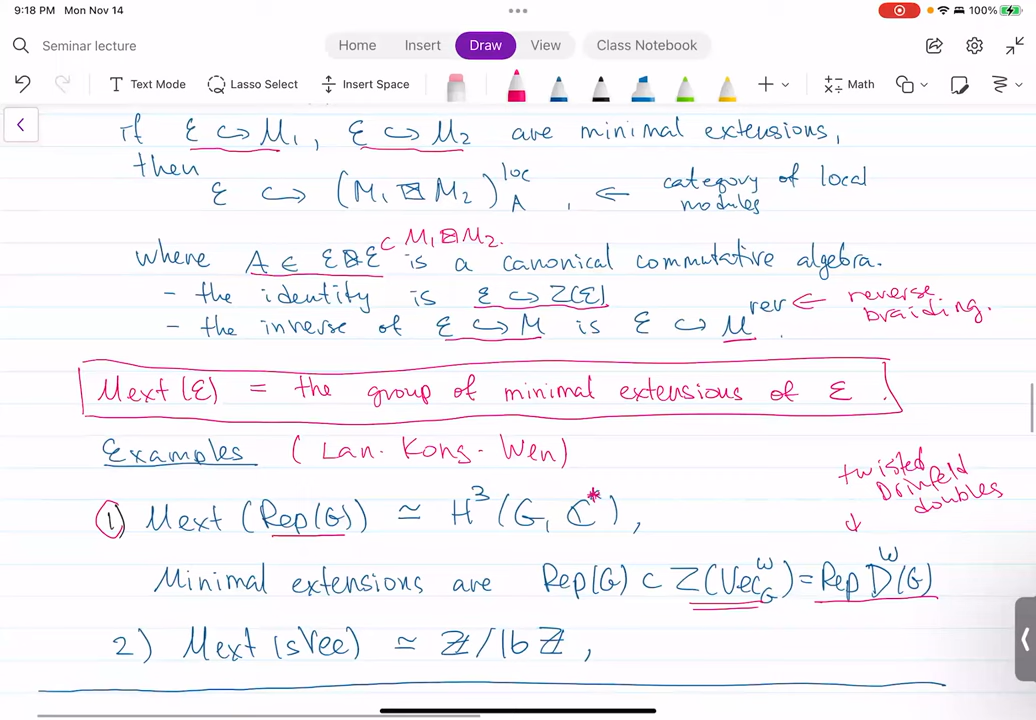 9:18 PM Mon Nov 14
100%
Seminar lecture
Home Insert Draw View Class Notebook
Text Mode Lasso Select Insert Space Math
If ℰ ↪ M₁, ℰ ↪ M₂ are minimal extensions,
then
ℰ ↪ (M₁ ⊠ M₂)_A^loc, ← category of local
modules
where A ∈ ℰ⊠ℰ ⊂ M₁⊠M₂. is a canonical commutative algebra.
- the identity is ℰ ↪ Z(ℰ)
- the inverse of ℰ ↪ M is ℰ ↪ M^rev. ← reverse braiding.
Mext(ℰ) = the group of minimal extensions of ℰ.
Examples (Lan-Kong-Wen)
twisted Drinfeld doubles ↓
① Mext(Rep(G)) ≃ H³(G, ℂ*),
Minimal extensions are Rep(G) ⊂ Z(Vec_G^ω) = Rep D^ω(G)
2) Mext(sVec) ≃ ℤ/16ℤ,